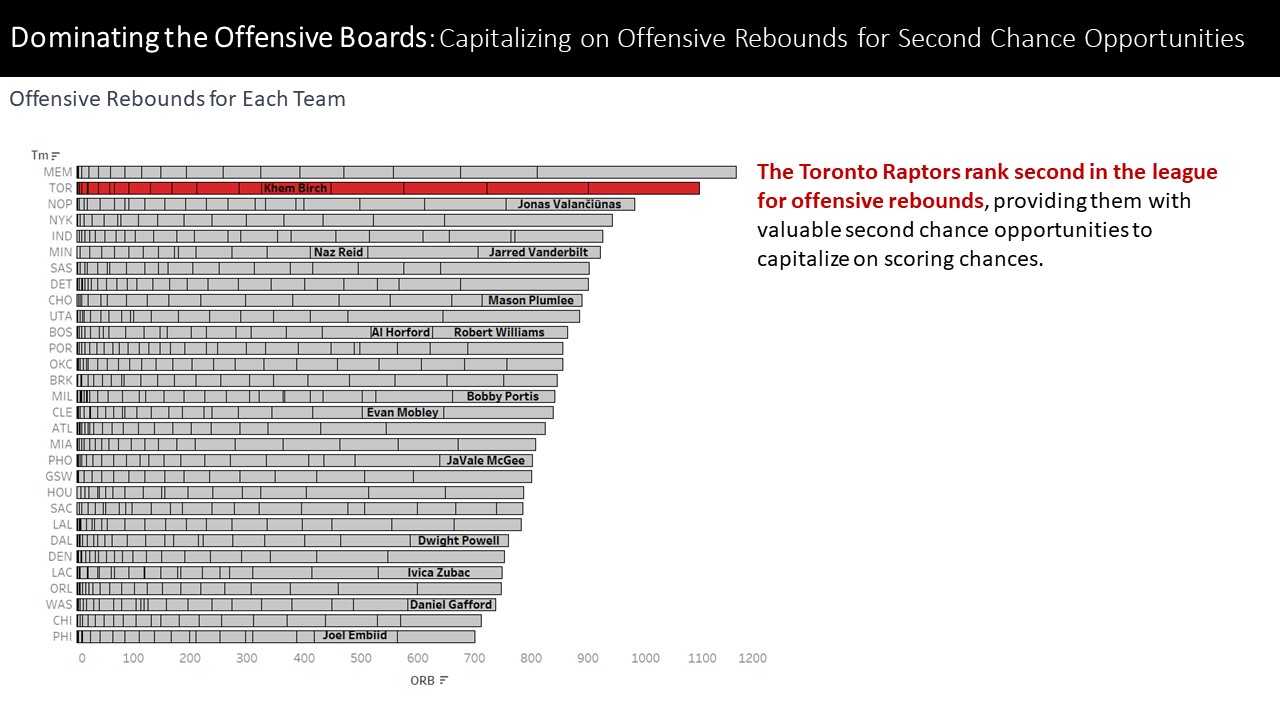 Dominating the Offensive Boards: Capitalizing on Offensive Rebounds for Second Chance Opportunities
Offensive Rebounds for Each Team
Tm
MEM
TOR Khem Birch
NOP Jonas Valančiūnas
NYK
IND
MIN Naz Reid Jarred Vanderbilt
SAS
DET
CHO Mason Plumlee
UTA
BOS Al Horford Robert Williams
POR
OKC
BRK
MIL Bobby Portis
CLE Evan Mobley
ATL
MIA
PHO JaVale McGee
GSW
HOU
SAC
LAL
DAL Dwight Powell
DEN
LAC Ivica Zubac
ORL
WAS Daniel Gafford
CHI
PHI Joel Embiid
0 100 200 300 400 500 600 700 800 900 1000 1100 1200
ORB
The Toronto Raptors rank second in the league
for offensive rebounds, providing them with
valuable second chance opportunities to
capitalize on scoring chances.